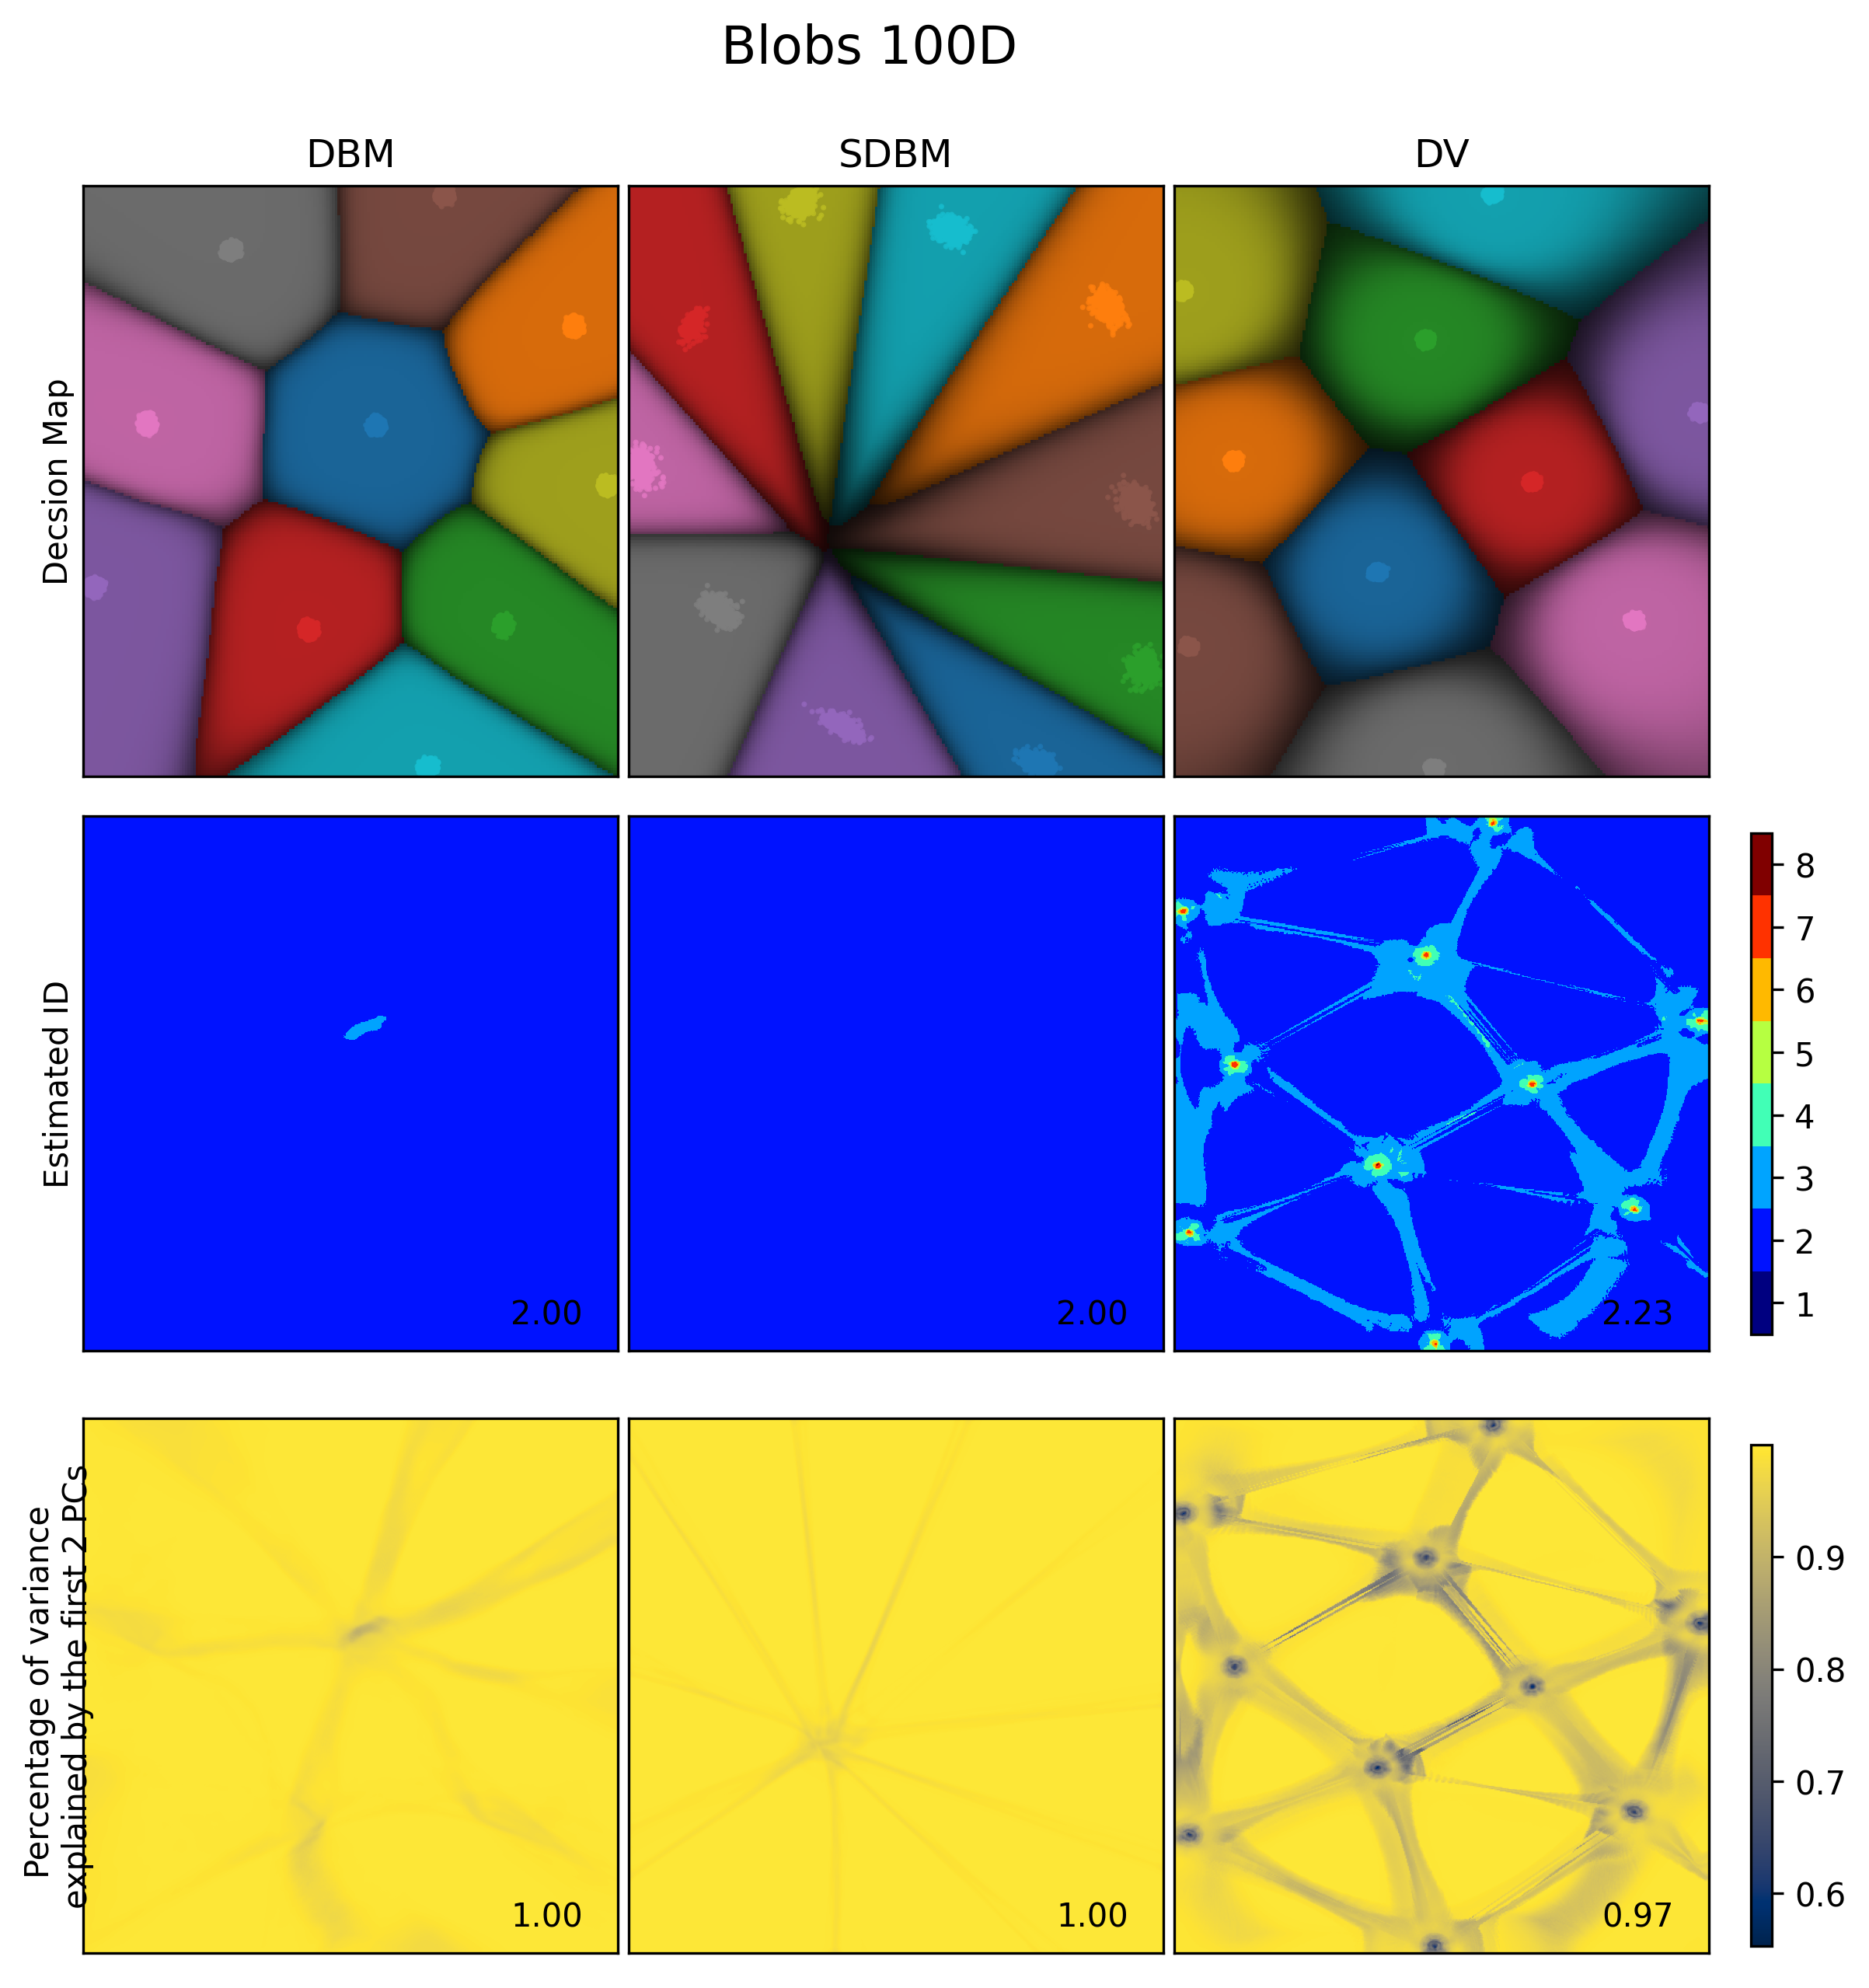 Blobs 100D
DBM
SDBM
DV
Decsion Map
Estimated ID
2.00
2.00
2.23
8
7
6
5
4
3
2
1
Percentage of variance
explained by the first 2 PCs
1.00
1.00
0.97
0.9
0.8
0.7
0.6